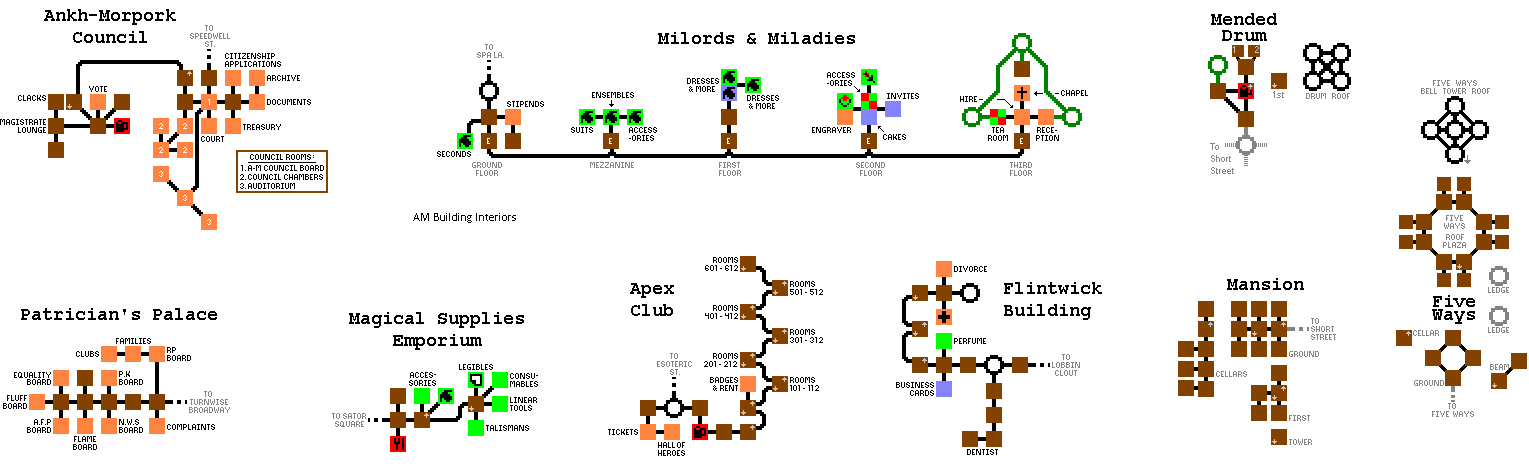 Ankh-Morpork
Council
TO
SPEEDWELL
ST.
CITIZENSHIP
APPLICATIONS
ARCHIVE
DOCUMENTS
TREASURY
COURT
CLACKS
VOTE
MAGISTRATE
LOUNGE
1
2
2
2
2
3
3
3
COUNCIL ROOMS:
1.A-M COUNCIL BOARD
2.COUNCIL CHAMBERS
3.AUDITORIUM
Milords & Miladies
TO
SPA LA.
STIPENDS
SECONDS
E
GROUND
FLOOR
ENSEMBLES
SUITS
ACCESS
-ORIES
E
MEZZANINE
DRESSES
& MORE
DRESSES
& MORE
E
FIRST
FLOOR
ACCESS
-ORIES
INVITES
ENGRAVER
CAKES
E
SECOND
FLOOR
HIRE
CHAPEL
TEA
ROOM
RECE-
PTION
E
THIRD
FLOOR
Mended
Drum
1
2
1st
DRUM ROOF
To
Short
Street
FIVE WAYS
BELL TOWER ROOF
FIVE
WAYS
ROOF
PLAZA
LEDGE
LEDGE
Five
Ways
CELLAR
BEAM
GROUND
TO
FIVE WAYS
AM Building Interiors
Patrician's Palace
FAMILIES
CLUBS
RP
BOARD
EQUALITY
BOARD
P.K
BOARD
FLUFF
BOARD
A.F.P
BOARD
FLAME
BOARD
N.W.S
BOARD
COMPLAINTS
TO
TURNWISE
BROADWAY
Magical Supplies
Emporium
TO SATOR
SQUARE
ACCES-
SORIES
LEGIBLES
CONSU-
MABLES
LINEAR
TOOLS
TALISMANS
Apex
Club
ROOMS
601-612
ROOMS
501-512
ROOMS
401-412
ROOMS
301-312
ROOMS
201-212
ROOMS
101-112
BADGES
& RENT
TO
ESOTERIC
ST.
TICKETS
HALL OF
HEROES
Flintwick
Building
DIVORCE
PERFUME
BUSINESS
CARDS
TO
LOBBIN
CLOUT
DENTIST
Mansion
TO
SHORT
STREET
GROUND
CELLARS
FIRST
TOWER